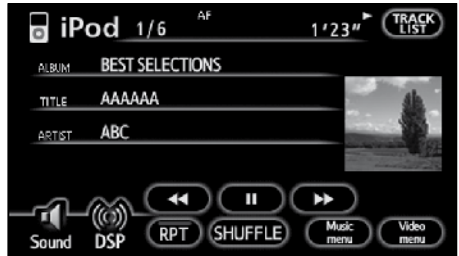 iPod 1/6 AF 1'23" TRACK LIST
ALBUM BEST SELECTIONS
TITLE AAAAAA
ARTIST ABC
Sound DSP RPT SHUFFLE Music menu Video menu